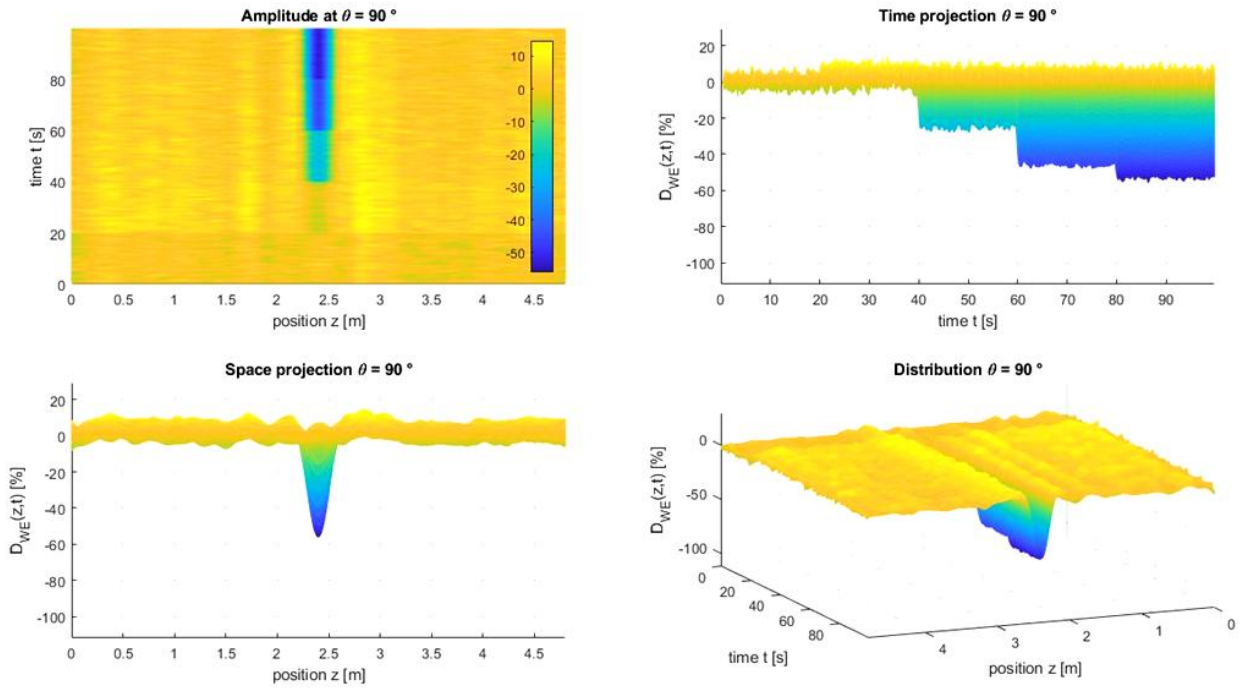 Amplitude at θ = 90 °
time t [s]
80
60
40
20
0
10
0
-10
-20
-30
-40
-50
0 0.5 1 1.5 2 2.5 3 3.5 4 4.5
position z [m]
Time projection θ = 90 °
D_WE(z,t) [%]
20
0
-20
-40
-60
-80
-100
0 10 20 30 40 50 60 70 80 90
time t [s]
Space projection θ = 90 °
D_WE(z,t) [%]
20
0
-20
-40
-60
-80
-100
0 0.5 1 1.5 2 2.5 3 3.5 4 4.5
position z [m]
Distribution θ = 90 °
D_WE(z,t) [%]
0
-50
-100
0
20
40
60
80
time t [s]
4 3 2 1 0
position z [m]